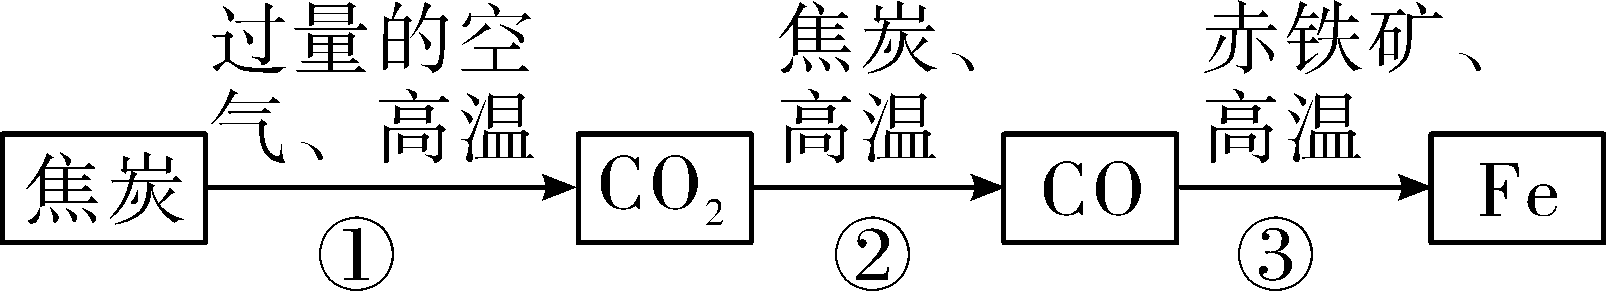 过量的空
气、高温
焦炭、
高温
赤铁矿、
高温
焦炭
CO₂
CO
Fe
①
②
③